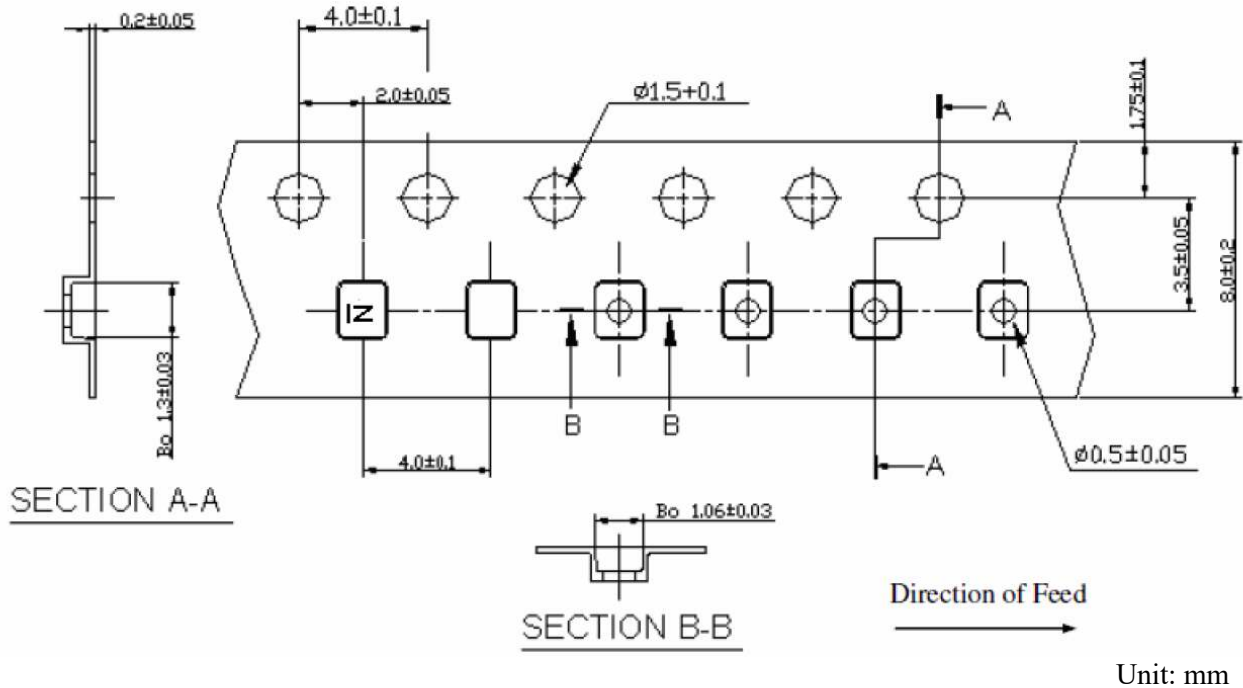 0.2±0.05
4.0±0.1
2.0±0.05
ø1.5+0.1
A
1.75±0.1
3.5±0.05
8.0±0.2
Bo 1.3±0.03
B
B
4.0±0.1
A
ø0.5±0.05
SECTION A-A
Bo 1.06±0.03
SECTION B-B
Direction of Feed
Unit: mm